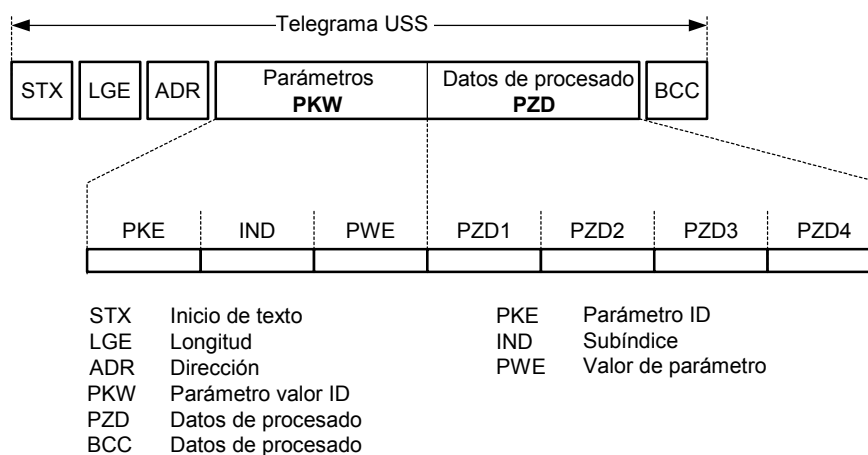 Telegrama USS
STX LGE ADR Parámetros PKW Datos de procesado PZD BCC
PKE IND PWE PZD1 PZD2 PZD3 PZD4
STX Inicio de texto
LGE Longitud
ADR Dirección
PKW Parámetro valor ID
PZD Datos de procesado
BCC Datos de procesado
PKE Parámetro ID
IND Subíndice
PWE Valor de parámetro